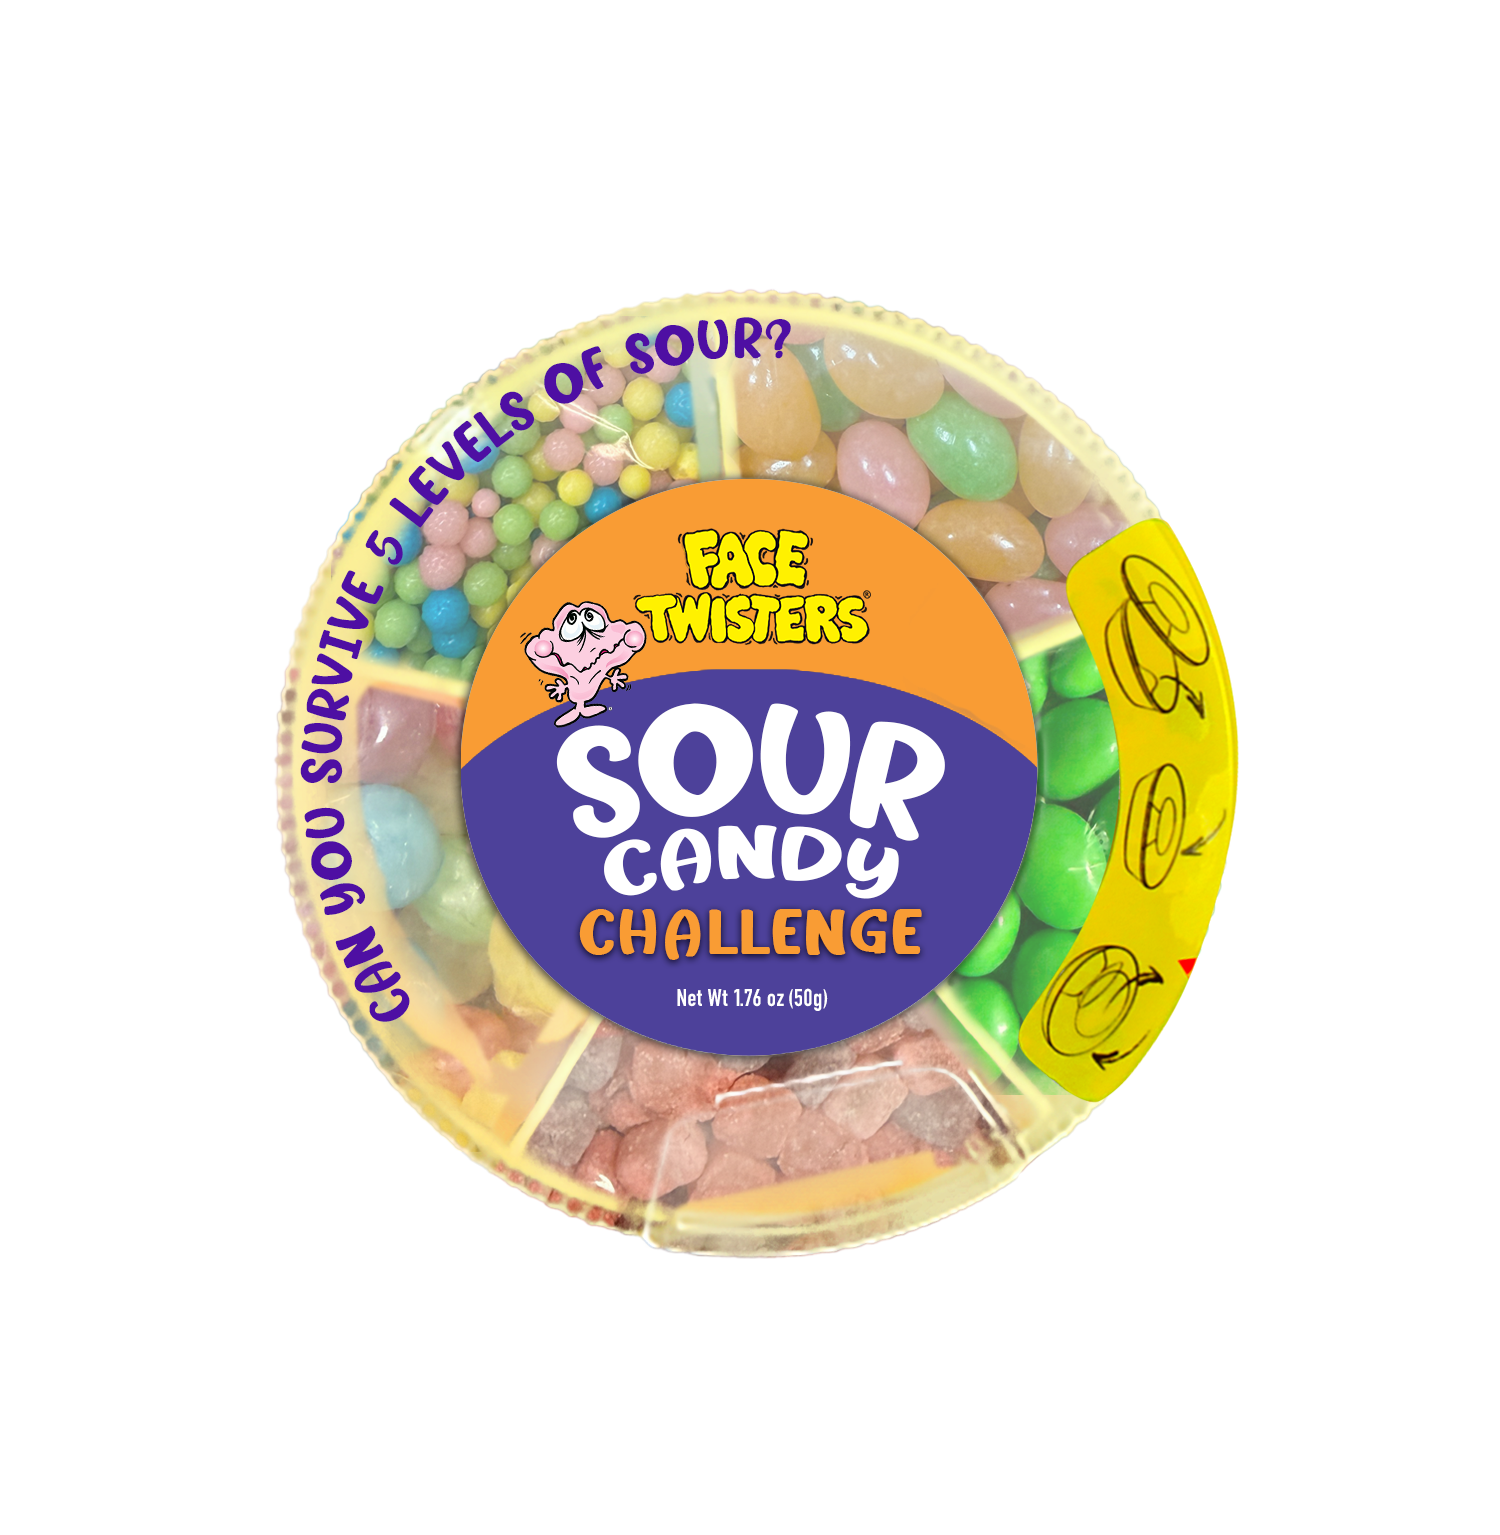 CAN YOU SURVIVE 5 LEVELS OF SOUR?
FACE
TWISTERS®
SOUR
CANDY
CHALLENGE
Net Wt 1.76 oz (50g)